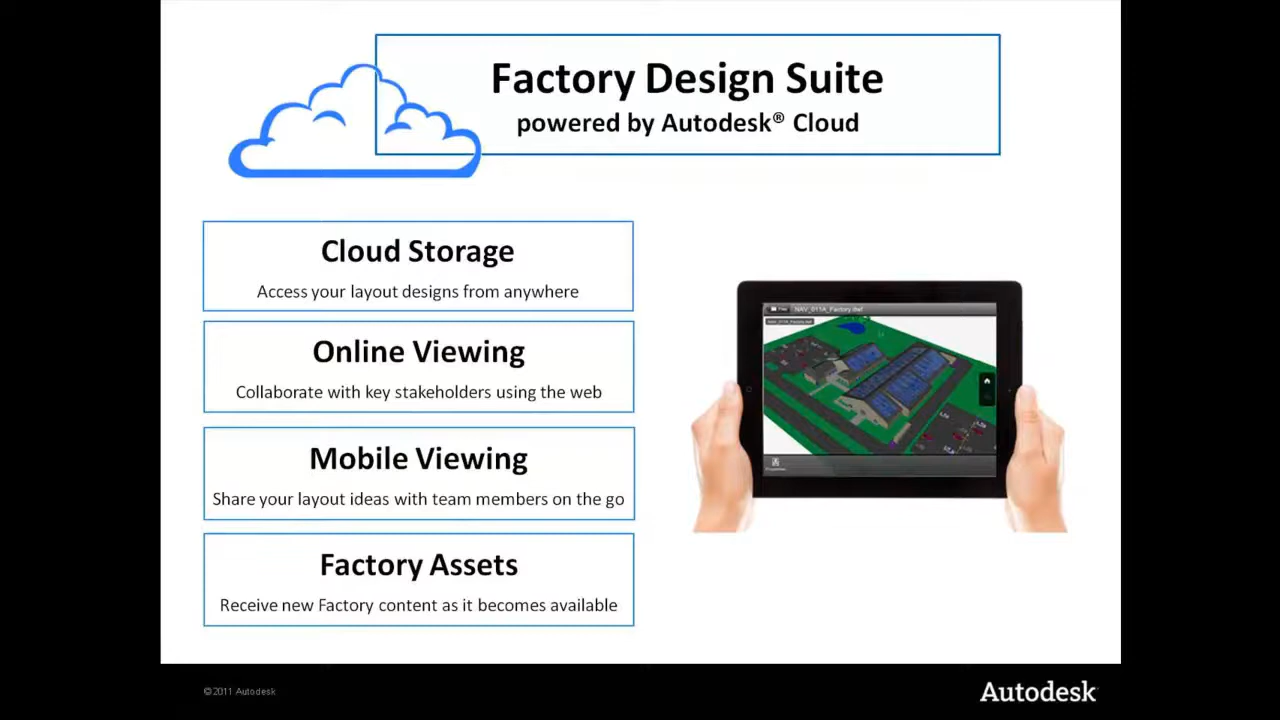 Factory Design Suite
powered by Autodesk® Cloud
Cloud Storage
Access your layout designs from anywhere
Online Viewing
Collaborate with key stakeholders using the web
Mobile Viewing
Share your layout ideas with team members on the go
Factory Assets
Receive new Factory content as it becomes available
NAV_011A_Factory.dwf
©2011 Autodesk
Autodesk